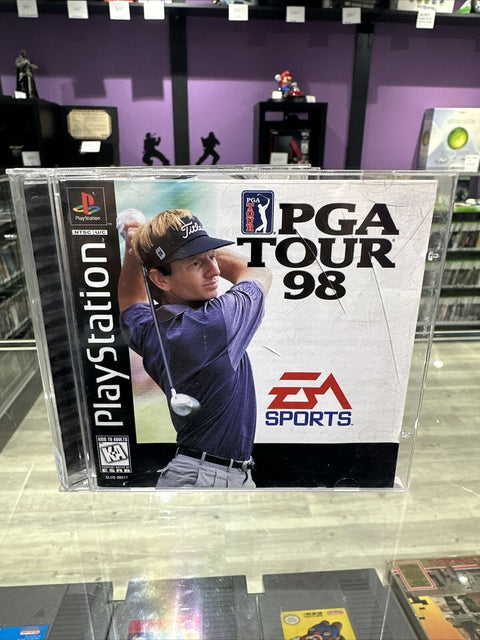 PlayStation
NTSC U/C
PlayStation
PGA
TOUR
PGA
TOUR
98
Titleist
EA
SPORTS
KIDS TO ADULTS
K-A
ESRB